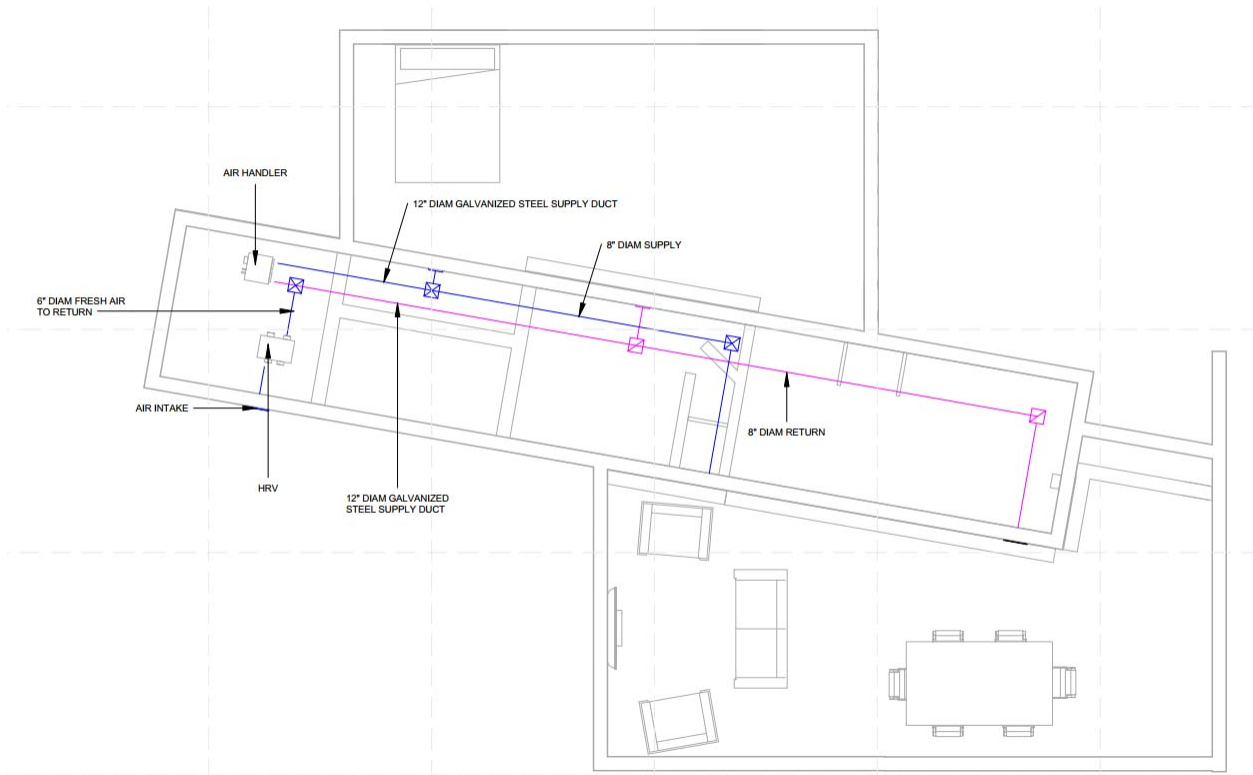 AIR HANDLER
12" DIAM GALVANIZED STEEL SUPPLY DUCT
8" DIAM SUPPLY
6" DIAM FRESH AIR
TO RETURN
AIR INTAKE
8" DIAM RETURN
HRV
12" DIAM GALVANIZED
STEEL SUPPLY DUCT